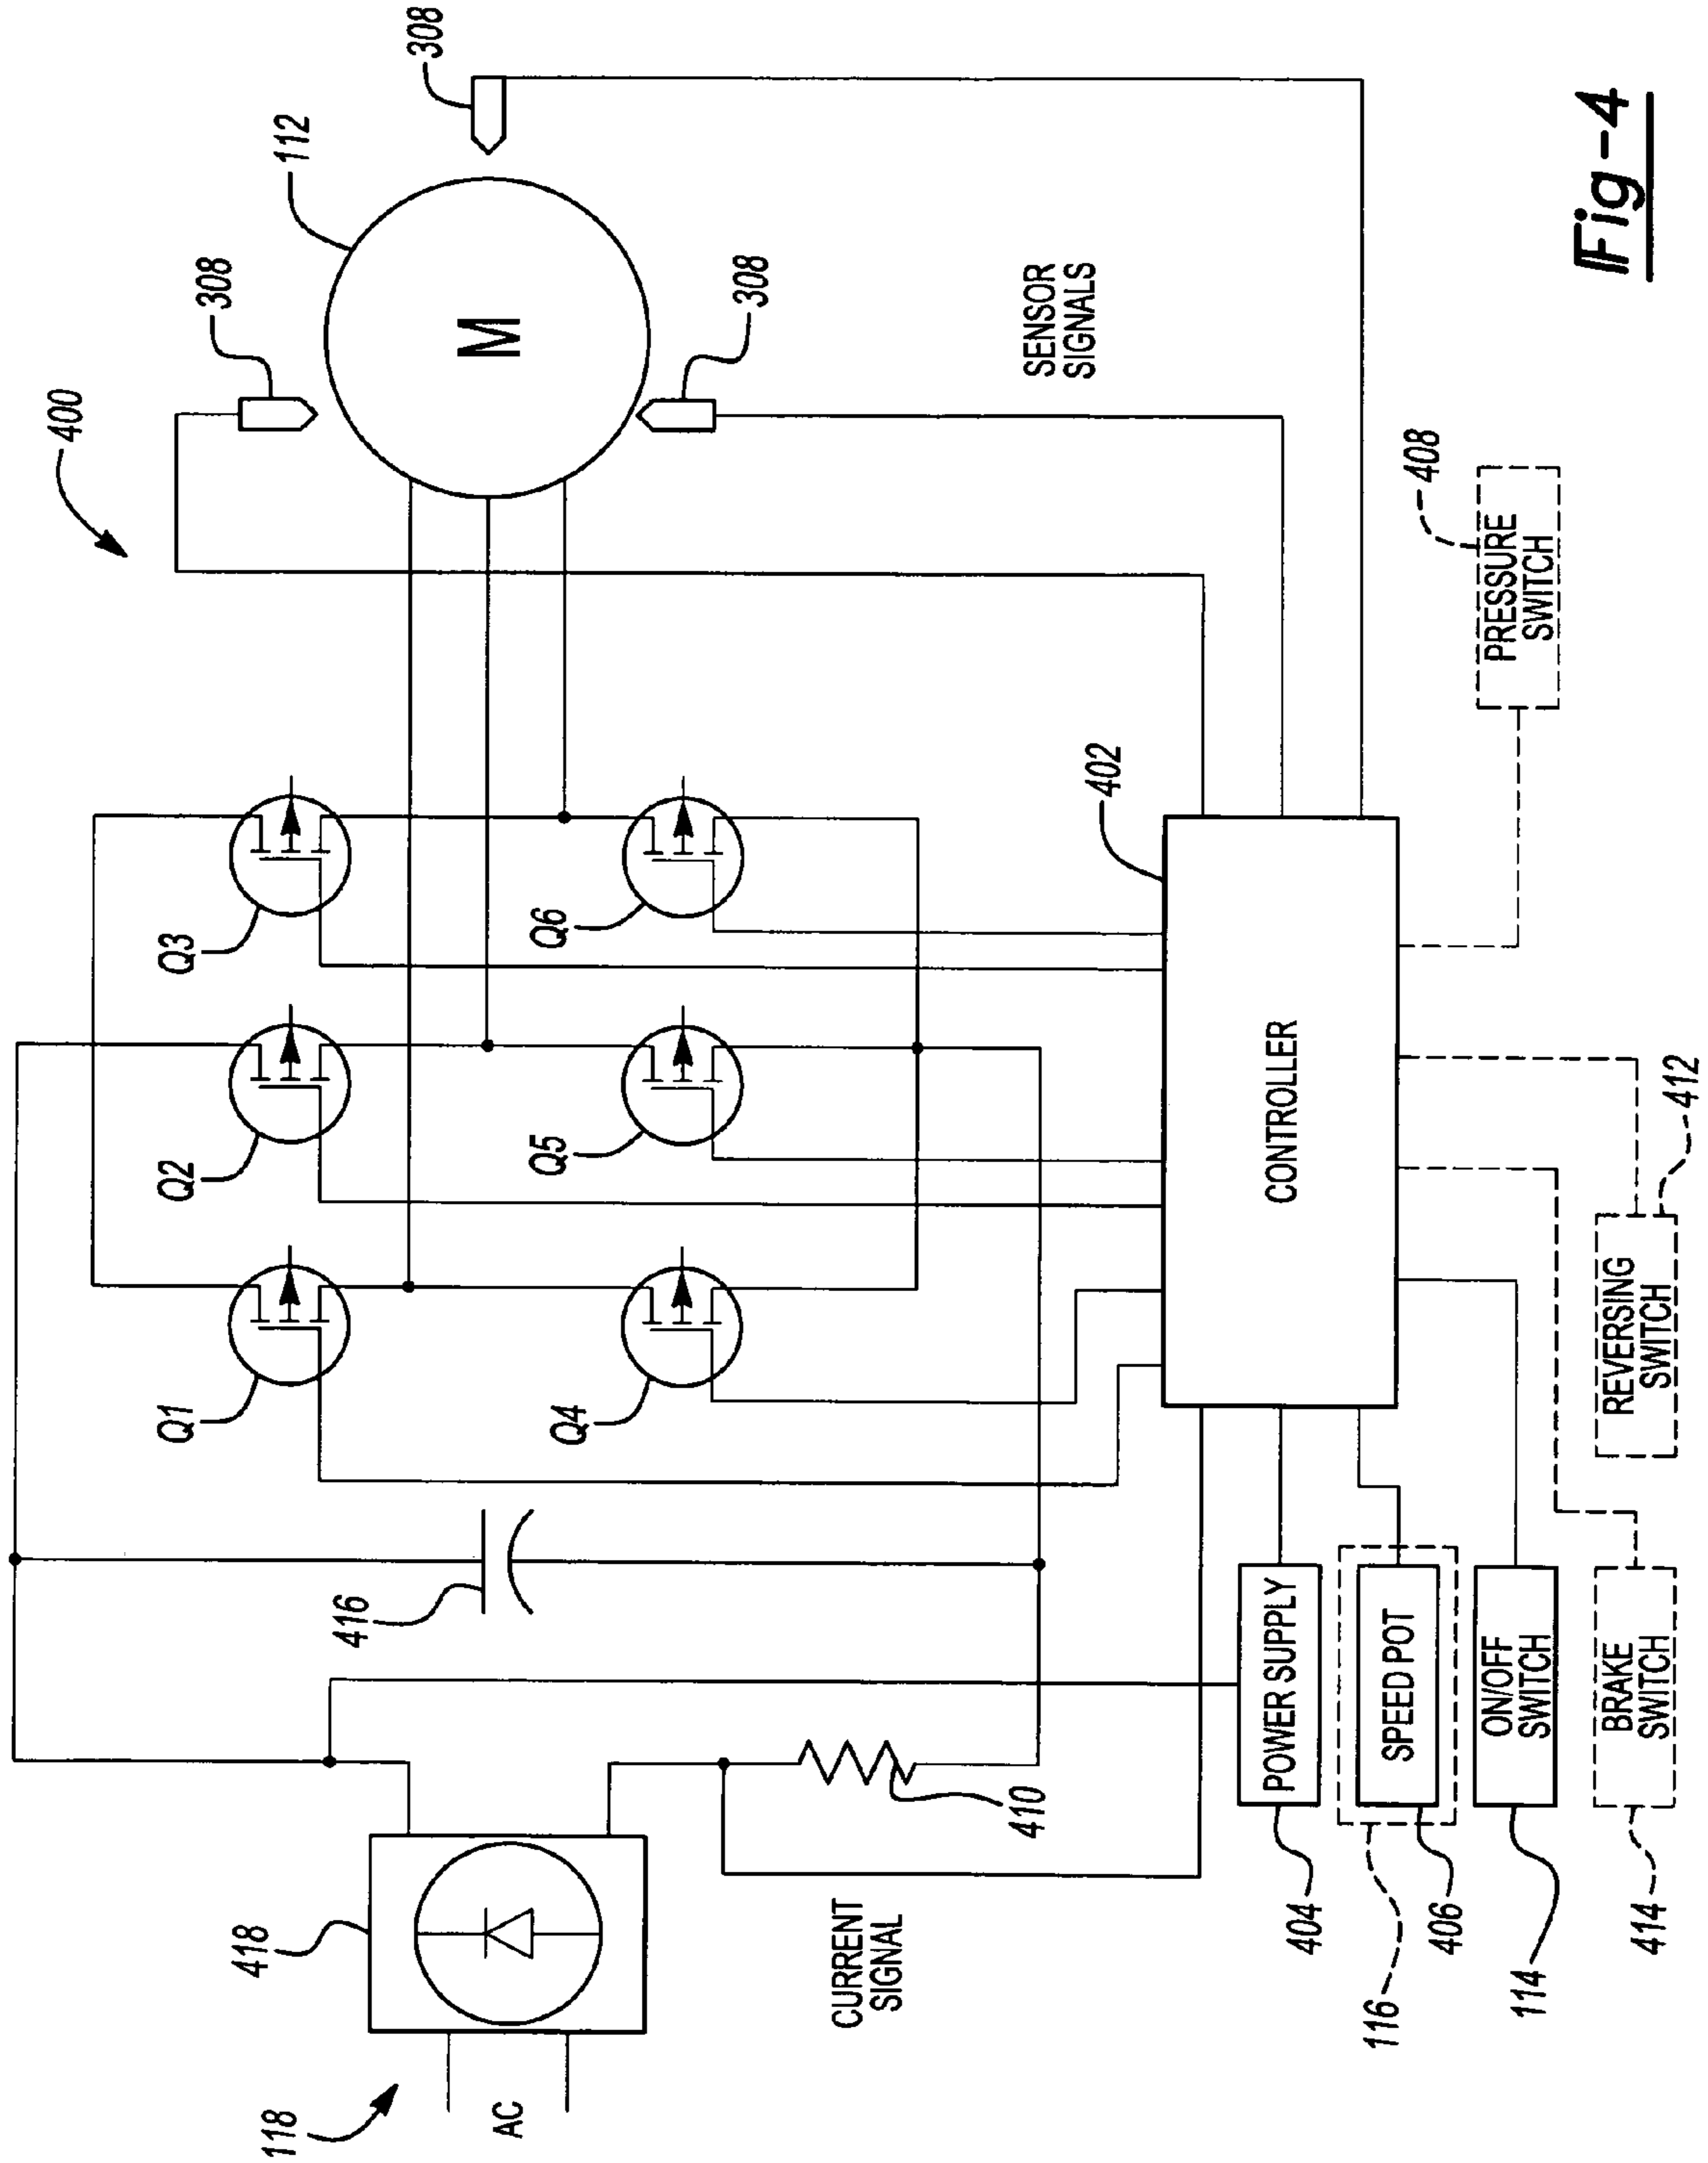 400
308
308
112
308
M
SENSOR
SIGNALS
Q1
Q2
Q3
Q4
Q5
Q6
416
418
118
AC
410
CURRENT
SIGNAL
402
CONTROLLER
404
POWER SUPPLY
116
406
SPEED POT
114
ON/OFF
SWITCH
414
BRAKE
SWITCH
REVERSING
SWITCH
412
PRESSURE
SWITCH
408
Fig-4